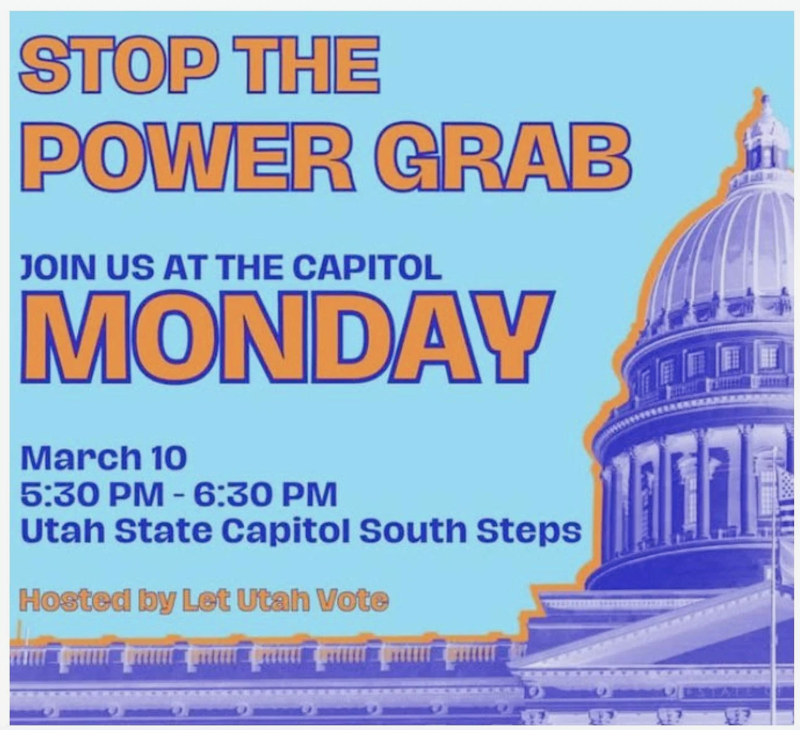 STOP THE
POWER GRAB
JOIN US AT THE CAPITOL
MONDAY
March 10
5:30 PM - 6:30 PM
Utah State Capitol South Steps
Hosted by Let Utah Vote